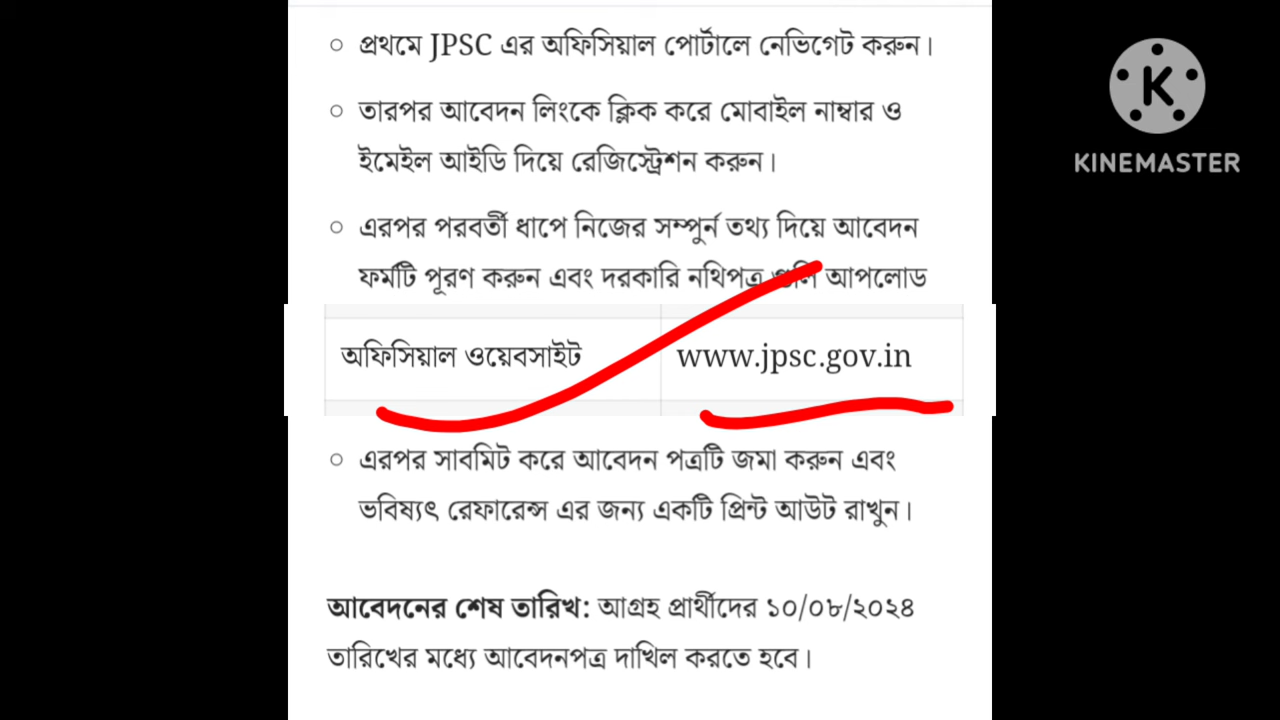 প্রথমে JPSC এর অফিসিয়াল পোর্টালে নেভিগেট করুন।
তারপর আবেদন লিংকে ক্লিক করে মোবাইল নাম্বার ও
ইমেইল আইডি দিয়ে রেজিস্ট্রেশন করুন।
এরপর পরবর্তী ধাপে নিজের সম্পুর্ন তথ্য দিয়ে আবেদন
ফর্মটি পূরণ করুন এবং দরকারি নথিপত্র গুলি আপলোড
অফিসিয়াল ওয়েবসাইট www.jpsc.gov.in
এরপর সাবমিট করে আবেদন পত্রটি জমা করুন এবং
ভবিষ্যৎ রেফারেন্স এর জন্য একটি প্রিন্ট আউট রাখুন।
আবেদনের শেষ তারিখ: আগ্রহ প্রার্থীদের ১০/০৮/২০২৪
তারিখের মধ্যে আবেদনপত্র দাখিল করতে হবে।
K
KINEMASTER